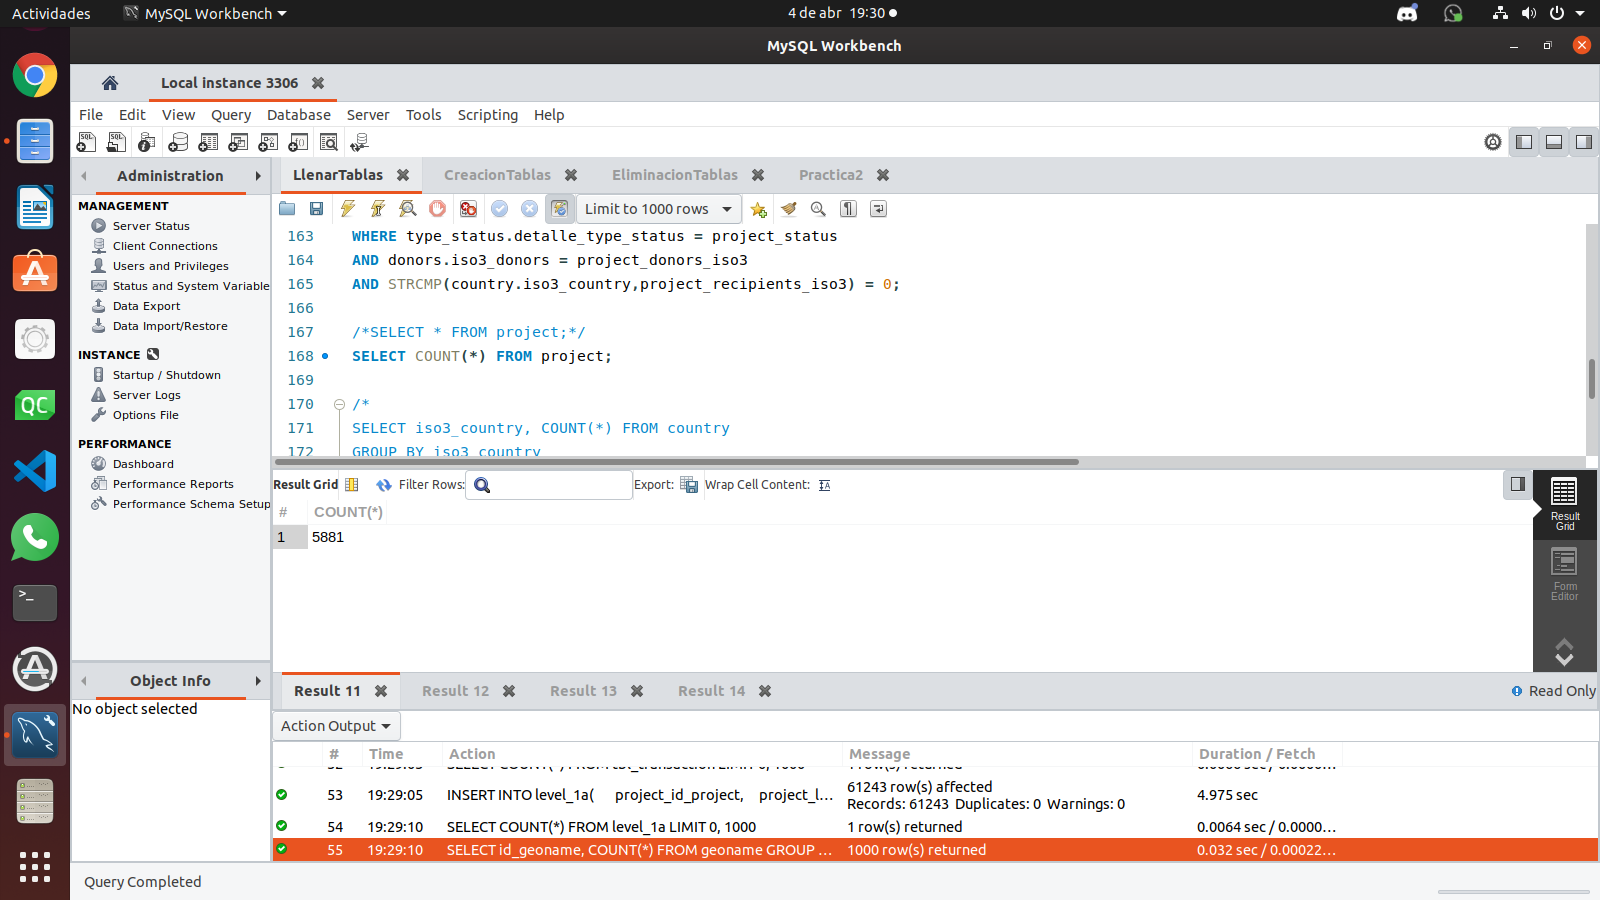 Actividades
MySQL Workbench
4 de abr 19:30
MySQL Workbench
Local instance 3306
File Edit View Query Database Server Tools Scripting Help
Administration
MANAGEMENT
Server Status
Client Connections
Users and Privileges
Status and System Variable
Data Export
Data Import/Restore
INSTANCE
Startup / Shutdown
Server Logs
Options File
PERFORMANCE
Dashboard
Performance Reports
Performance Schema Setup
Object Info
No object selected
LlenarTablas CreacionTablas EliminacionTablas Practica2
Limit to 1000 rows
163 WHERE type_status.detalle_type_status = project_status
164 AND donors.iso3_donors = project_donors_iso3
165 AND STRCMP(country.iso3_country,project_recipients_iso3) = 0;
166
167 /*SELECT * FROM project;*/
168 SELECT COUNT(*) FROM project;
169
170 /*
171 SELECT iso3_country, COUNT(*) FROM country
172 GROUP BY iso3_country
Result Grid Filter Rows: Export: Wrap Cell Content:
# COUNT(*)
1 5881
Result Grid
Form Editor
Result 11 Result 12 Result 13 Result 14 Read Only
Action Output
# Time Action Message Duration / Fetch
53 19:29:05 INSERT INTO level_1a( project_id_project, project_l... 61243 row(s) affected 4.975 sec
Records: 61243 Duplicates: 0 Warnings: 0
54 19:29:10 SELECT COUNT(*) FROM level_1a LIMIT 0, 1000 1 row(s) returned 0.0064 sec / 0.0000...
55 19:29:10 SELECT id_geoname, COUNT(*) FROM geoname GROUP ... 1000 row(s) returned 0.032 sec / 0.00022...
Query Completed